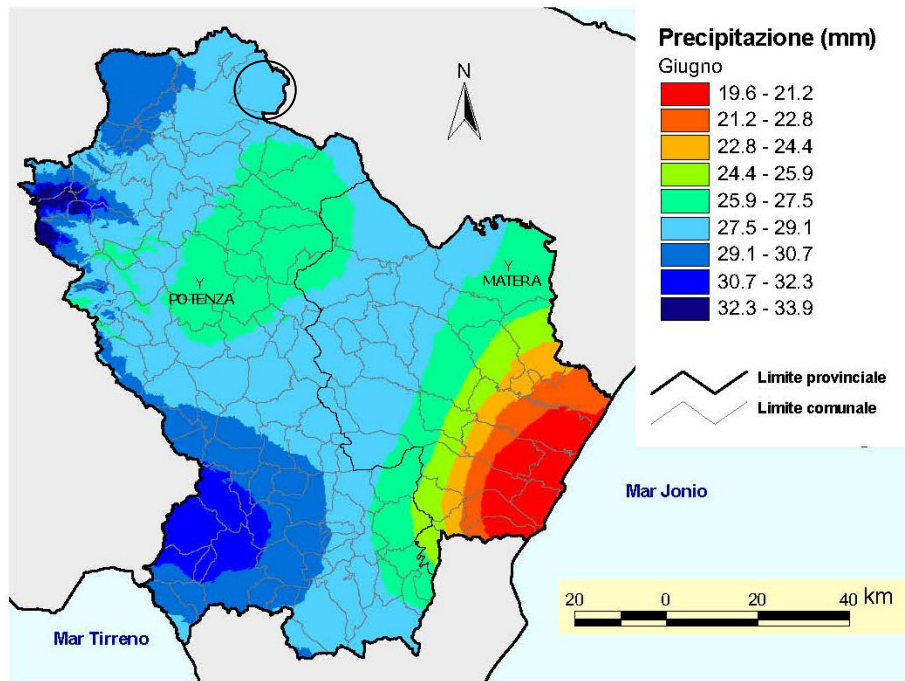 Precipitazione (mm)
Giugno
19.6 - 21.2
21.2 - 22.8
22.8 - 24.4
24.4 - 25.9
25.9 - 27.5
27.5 - 29.1
29.1 - 30.7
30.7 - 32.3
32.3 - 33.9
Limite provinciale
Limite comunale
N
Y
POTENZA
Y
MATERA
Mar Jonio
Mar Tirreno
20 0 20 40 km